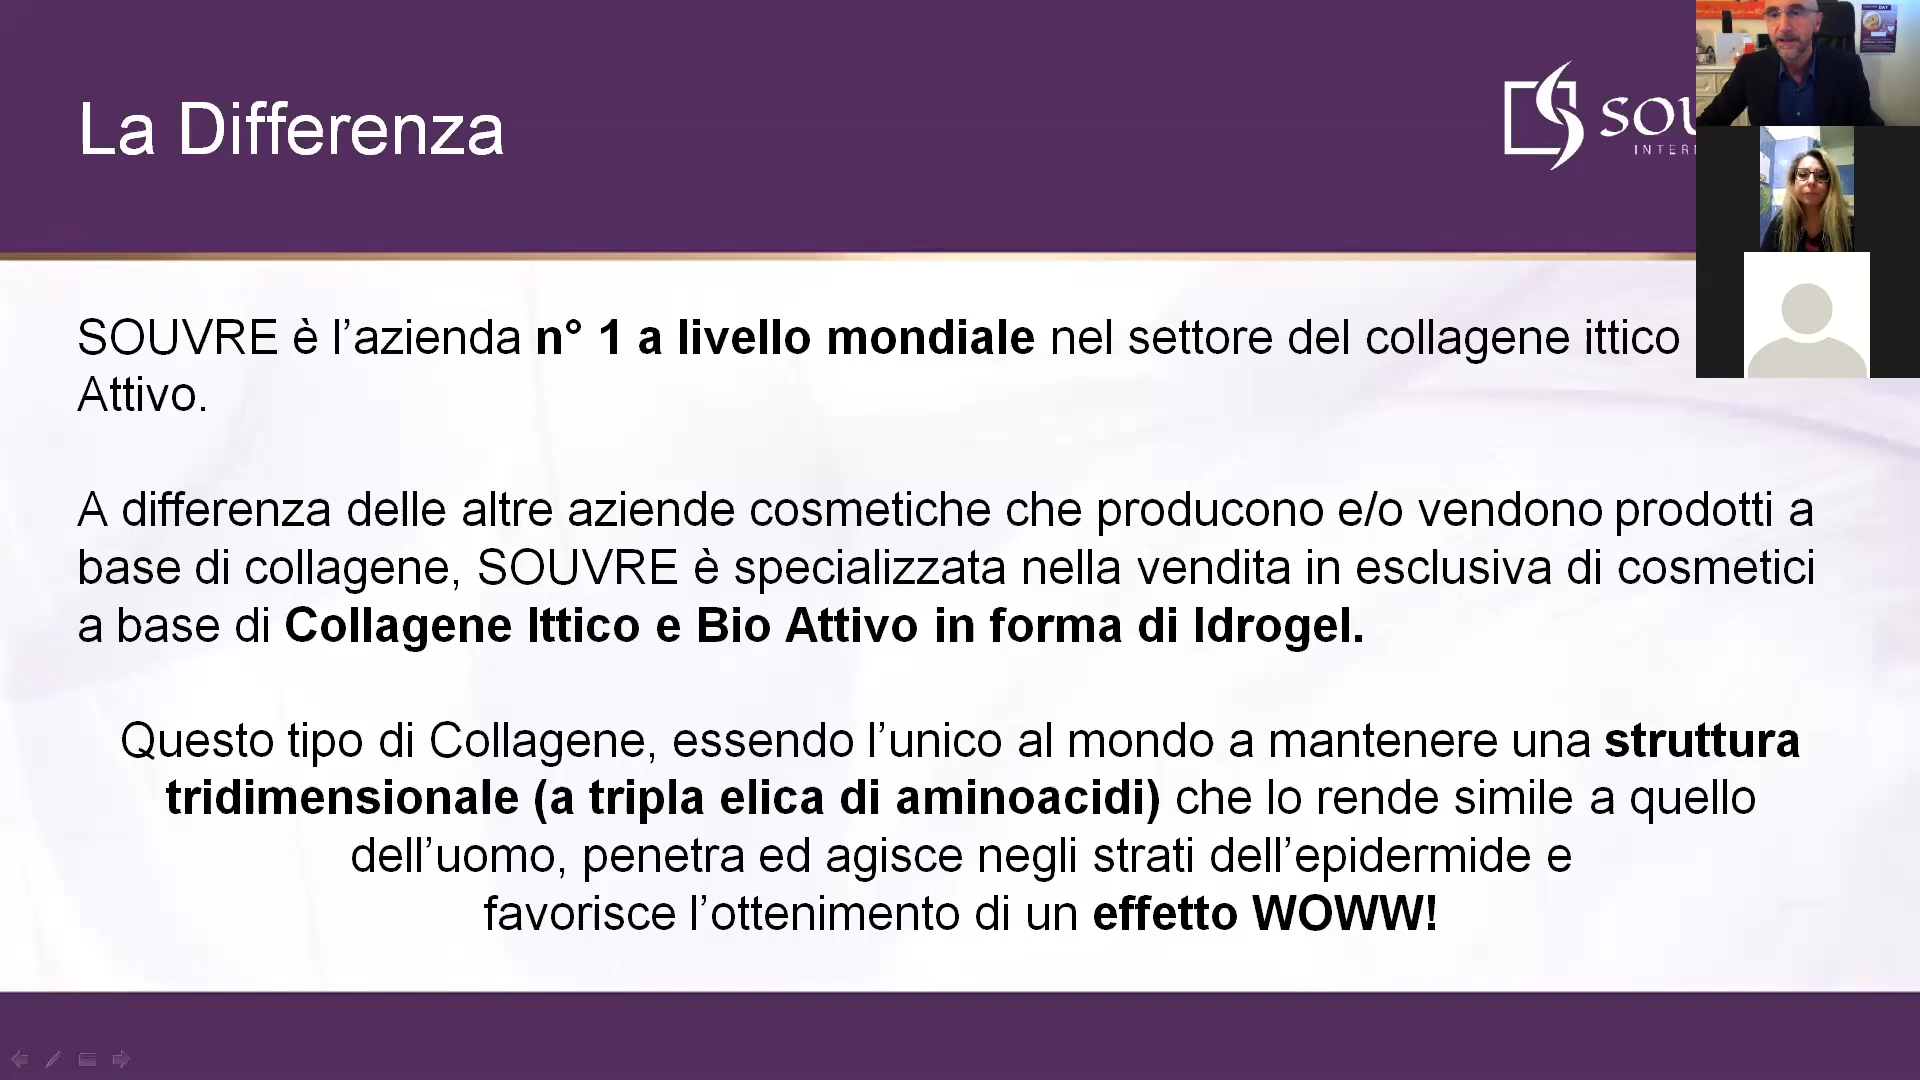 La Differenza
SOUVRE è l’azienda n° 1 a livello mondiale nel settore del collagene ittico
Attivo.
A differenza delle altre aziende cosmetiche che producono e/o vendono prodotti a
base di collagene, SOUVRE è specializzata nella vendita in esclusiva di cosmetici
a base di Collagene Ittico e Bio Attivo in forma di Idrogel.
Questo tipo di Collagene, essendo l’unico al mondo a mantenere una struttura
tridimensionale (a tripla elica di aminoacidi) che lo rende simile a quello
dell’uomo, penetra ed agisce negli strati dell’epidermide e
favorisce l’ottenimento di un effetto WOWW!